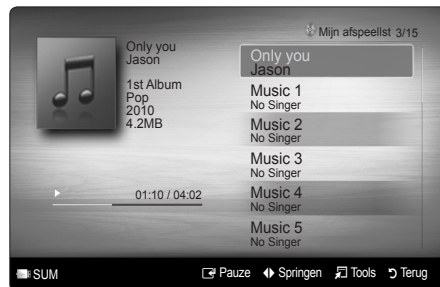 Mijn afspeellst 3/15
Only you
Jason
1st Album
Pop
2010
4.2MB
01:10 / 04:02
Only you
Jason
Music 1
No Singer
Music 2
No Singer
Music 3
No Singer
Music 4
No Singer
Music 5
No Singer
SUM
Pauze Springen Tools Terug